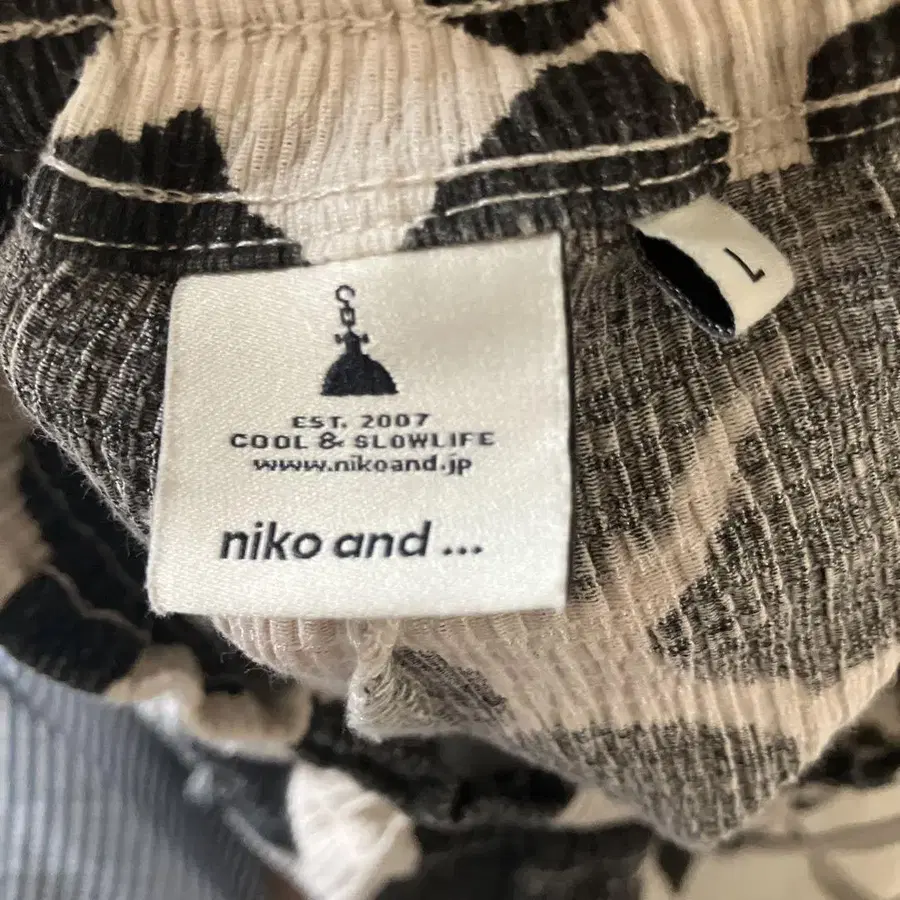 EST. 2007
COOL & SLOWLIFE
www.nikoand.jp
niko and ...
L